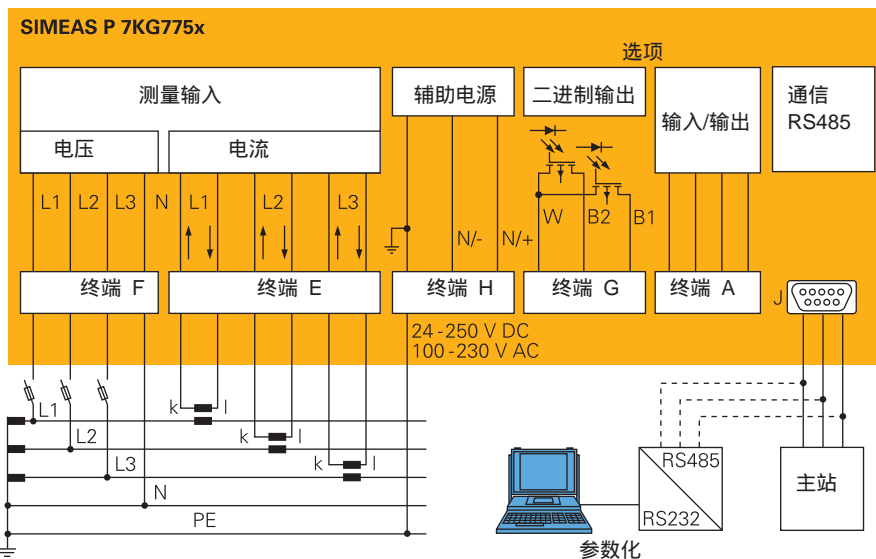 SIMEAS P 7KG775x
选项
测量输入
辅助电源
二进制输出
输入/输出
通信
RS485
电压
电流
L1 L2 L3 N L1 L2 L3
N/- N/+
W B2 B1
终端 F
终端 E
终端 H
终端 G
终端 A
J
24-250 V DC
100-230 V AC
k l
L1
k l
L2
k l
L3
N
PE
RS485
RS232
主站
参数化